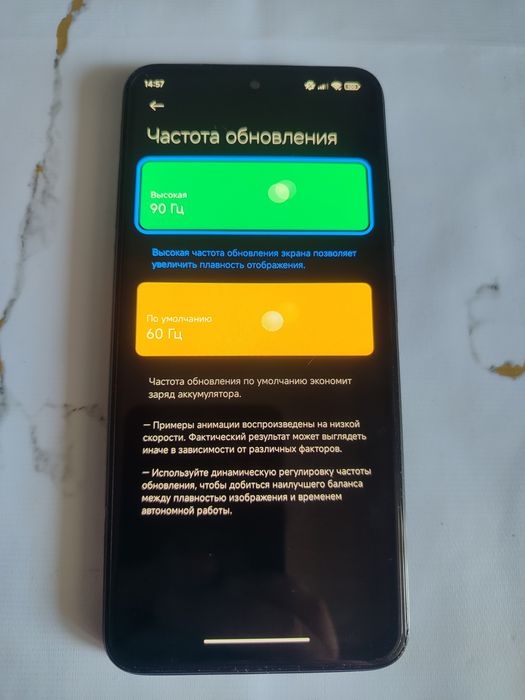 14:57
Частота обновления
Высокая
90 Гц
Высокая частота обновления экрана позволяет
увеличить плавность отображения.
По умолчанию
60 Гц
Частота обновления по умолчанию экономит
заряд аккумулятора.
— Примеры анимации воспроизведены на низкой
скорости. Фактический результат может выглядеть
иначе в зависимости от различных факторов.
— Используйте динамическую регулировку частоты
обновления, чтобы добиться наилучшего баланса
между плавностью изображения и временем
автономной работы.